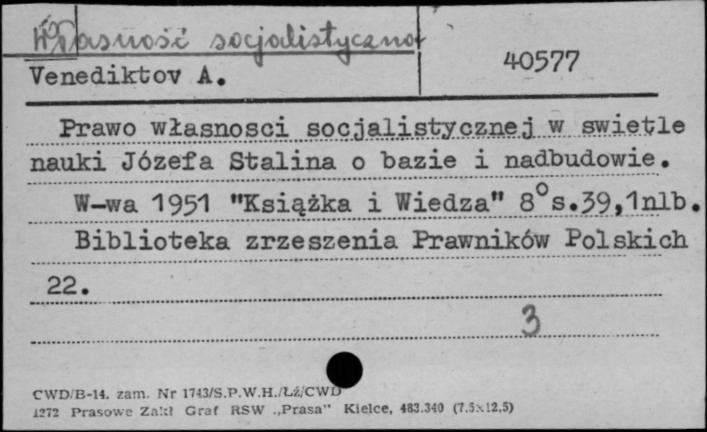 Własność socjalistyczna
Venediktov A.
40577
Prawo własnosci socjalistycznej w swietle
nauki Józefa Stalina o bazie i nadbudowie.
W-wa 1951 "Książka i Wiedza" 8° s.39,1nlb.
Biblioteka zrzeszenia Prawników Polskich
22.
3
CWD/B-14. zam. Nr 1743/S.P.W.H./Łź/CWD
1272 Prasowe Zakł Graf RSW „Prasa" Kielce, 483.340 (7.5x12,5)